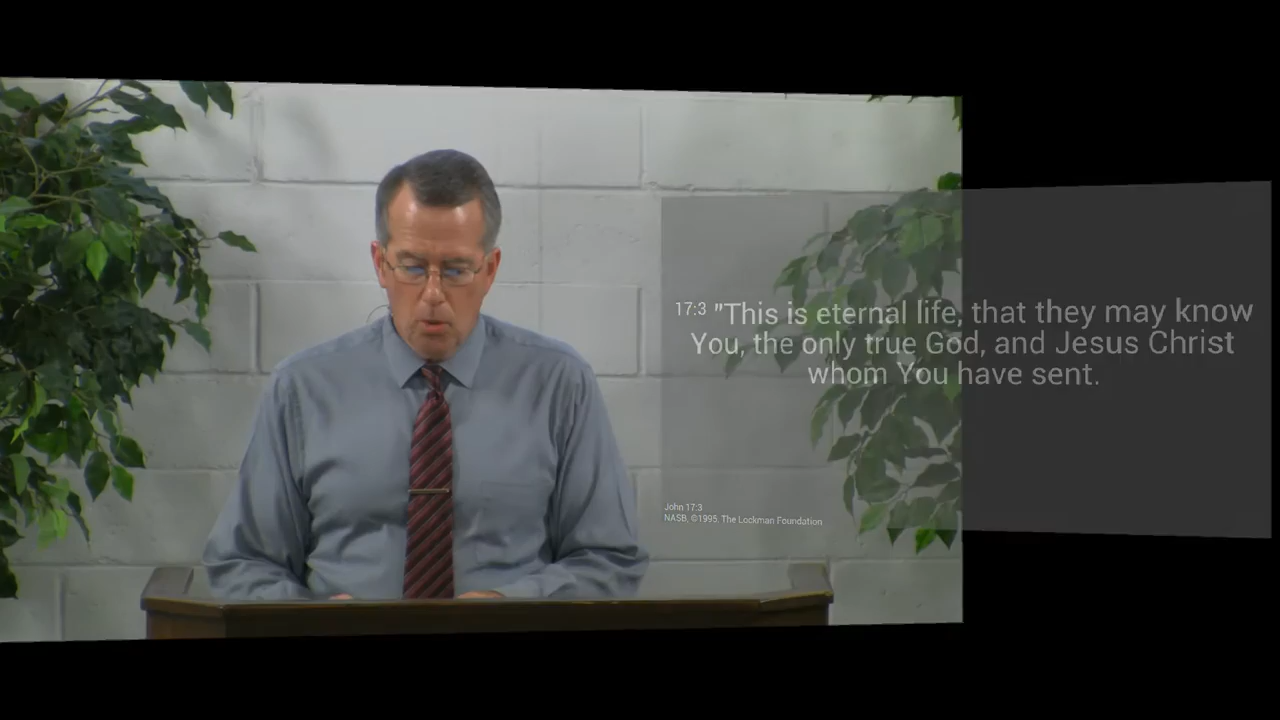 17:3 "This is eternal life, that they may know
You, the only true God, and Jesus Christ
whom You have sent.
John 17:3
NASB, ©1995, The Lockman Foundation